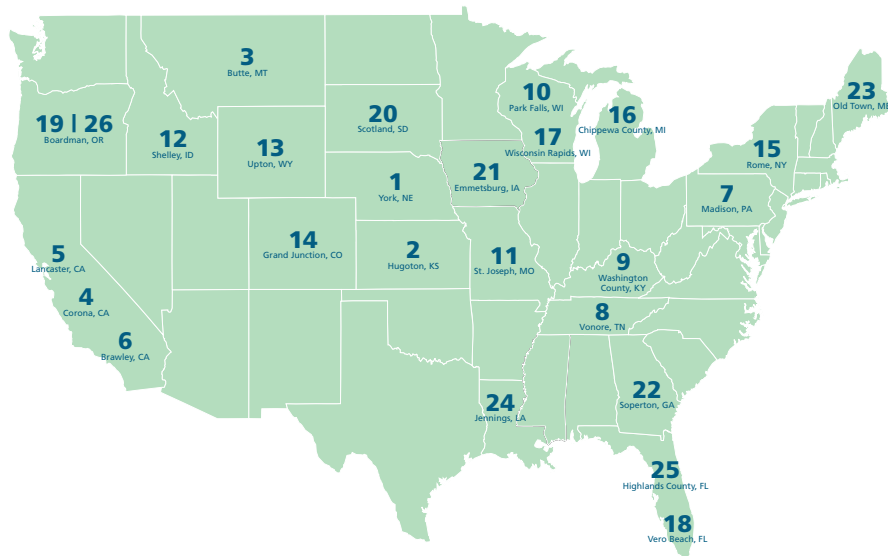 3
Butte, MT
10
Park Falls, WI
23
Old Town, ME
16
Chippewa County, MI
19 | 26
Boardman, OR
20
Scotland, SD
12
Shelley, ID
13
Upton, WY
17
Wisconsin Rapids, WI
15
Rome, NY
21
Emmetsburg, IA
1
York, NE
7
Madison, PA
14
Grand Junction, CO
2
Hugoton, KS
11
St. Joseph, MO
5
Lancaster, CA
9
Washington
County, KY
4
Corona, CA
8
Vonore, TN
6
Brawley, CA
22
Soperton, GA
24
Jennings, LA
25
Highlands County, FL
18
Vero Beach, FL